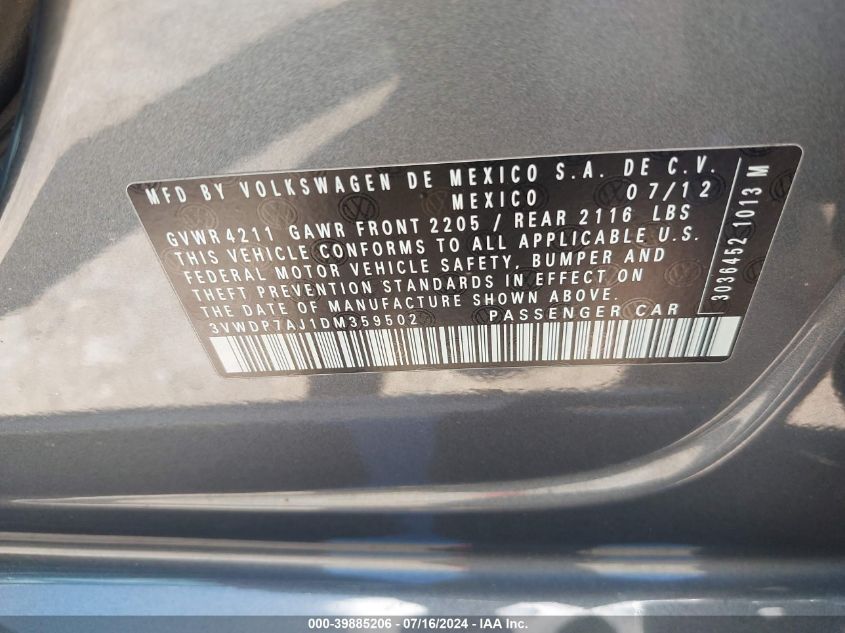 MFD BY VOLKSWAGEN DE MEXICO S.A. DE C.V.
MEXICO 07/12
GVWR 4211 GAWR FRONT 2205 / REAR 2116 LBS
THIS VEHICLE CONFORMS TO ALL APPLICABLE U.S.
FEDERAL MOTOR VEHICLE SAFETY, BUMPER AND
THEFT PREVENTION STANDARDS IN EFFECT ON
THE DATE OF MANUFACTURE SHOWN ABOVE.
3VWDP7AJ1DM359502 PASSENGER CAR
3036452 1013 M
000-39885206 - 07/16/2024 - IAA Inc.